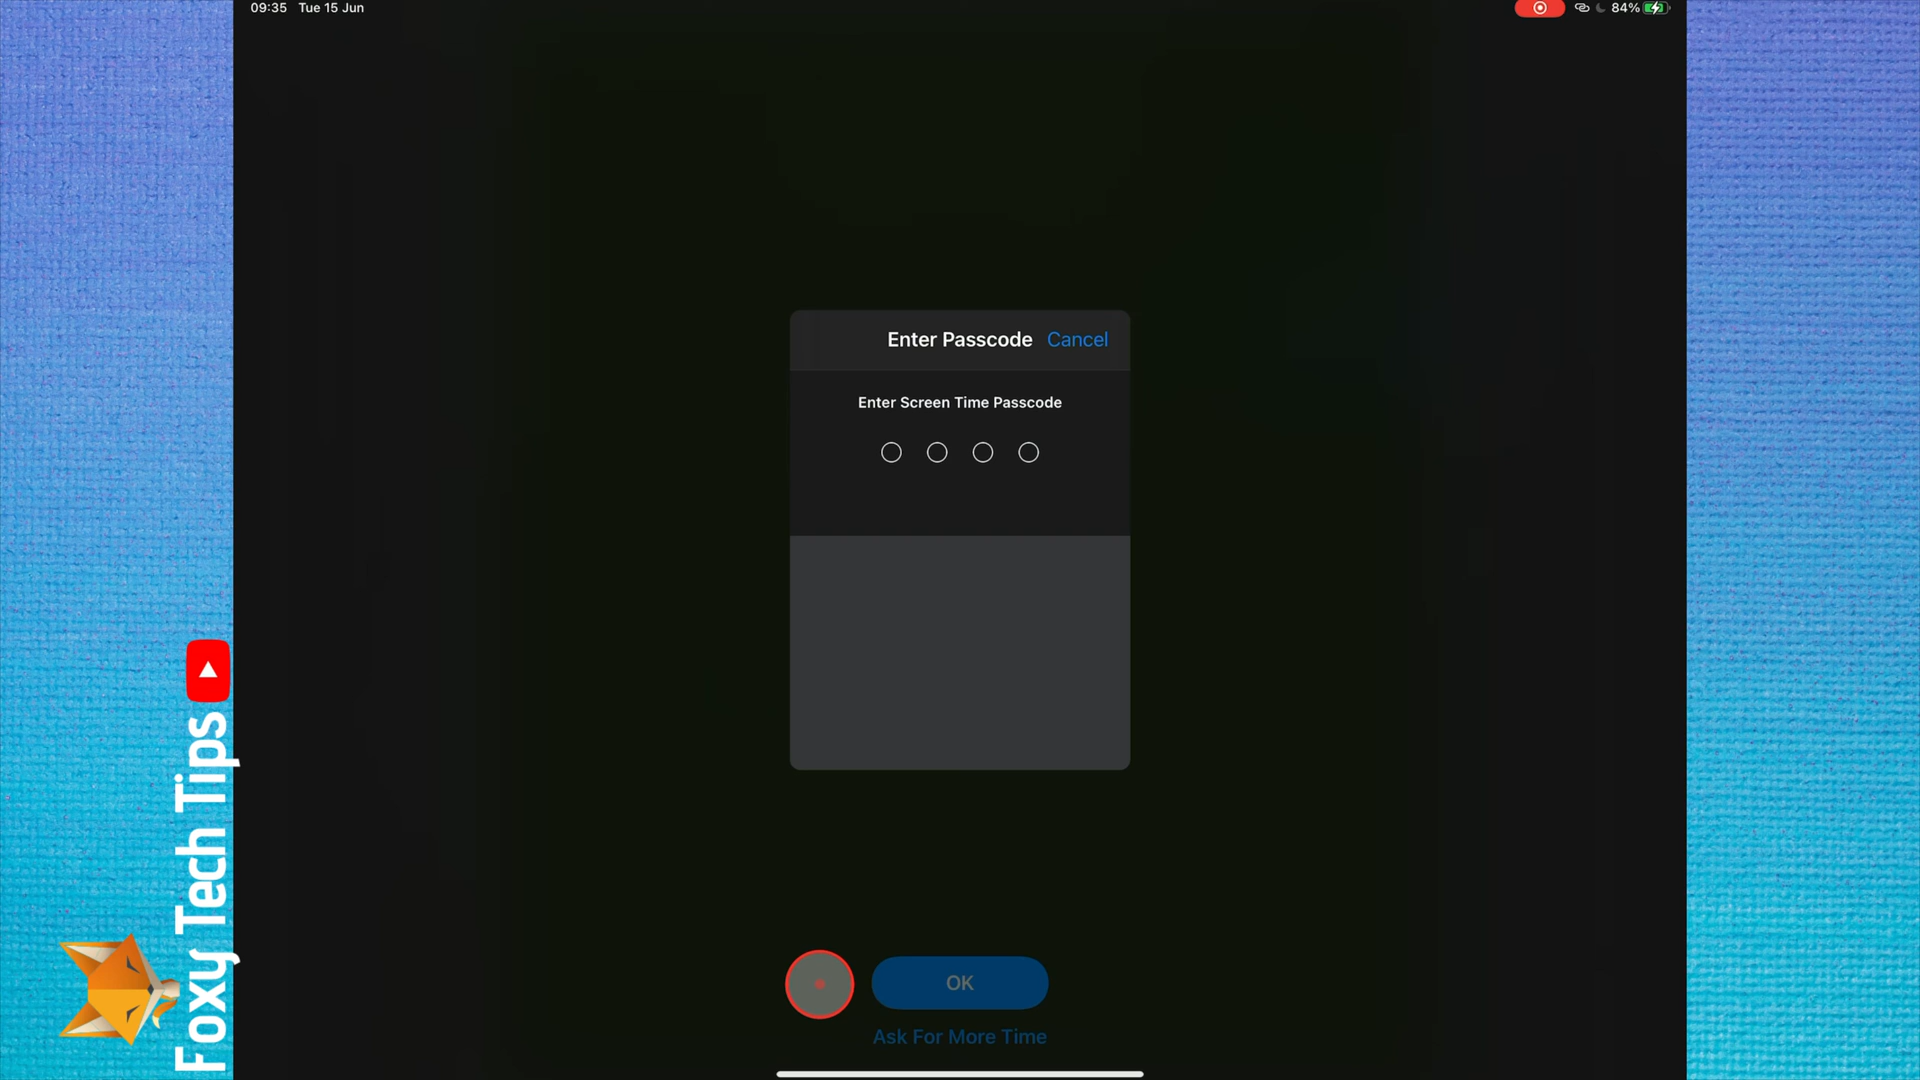 09:35 Tue 15 Jun
84%
Enter Passcode Cancel
Enter Screen Time Passcode
OK
Ask For More Time
Foxy Tech Tips